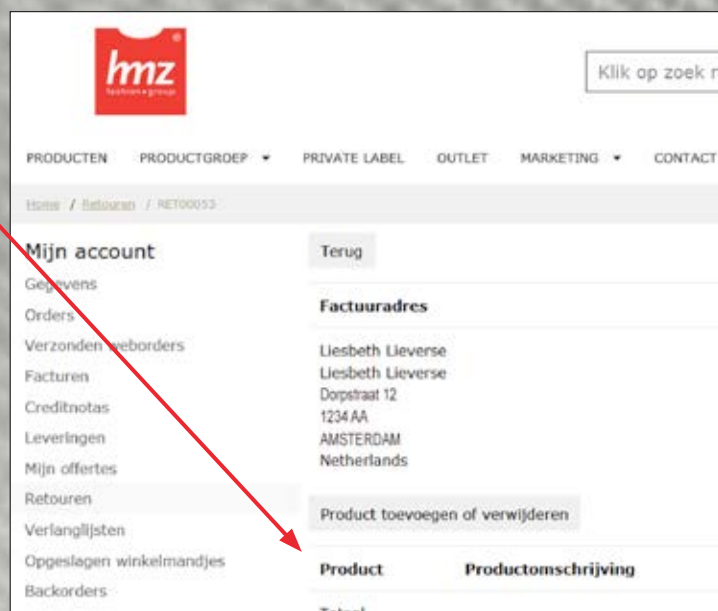 hmz
fashion • group
Klik op zoek
PRODUCTEN PRODUCTGROEP PRIVATE LABEL OUTLET MARKETING CONTACT
Home / Retouren / RET00053
Mijn account
Gegevens
Orders
Verzonden weborders
Facturen
Creditnotas
Leveringen
Mijn offertes
Retouren
Verlanglijsten
Opgeslagen winkelmandjes
Backorders
Terug
Factuuradres
Liesbeth Lieverse
Liesbeth Lieverse
Dorpstraat 12
1234 AA
AMSTERDAM
Netherlands
Product toevoegen of verwijderen
Product Productomschrijving